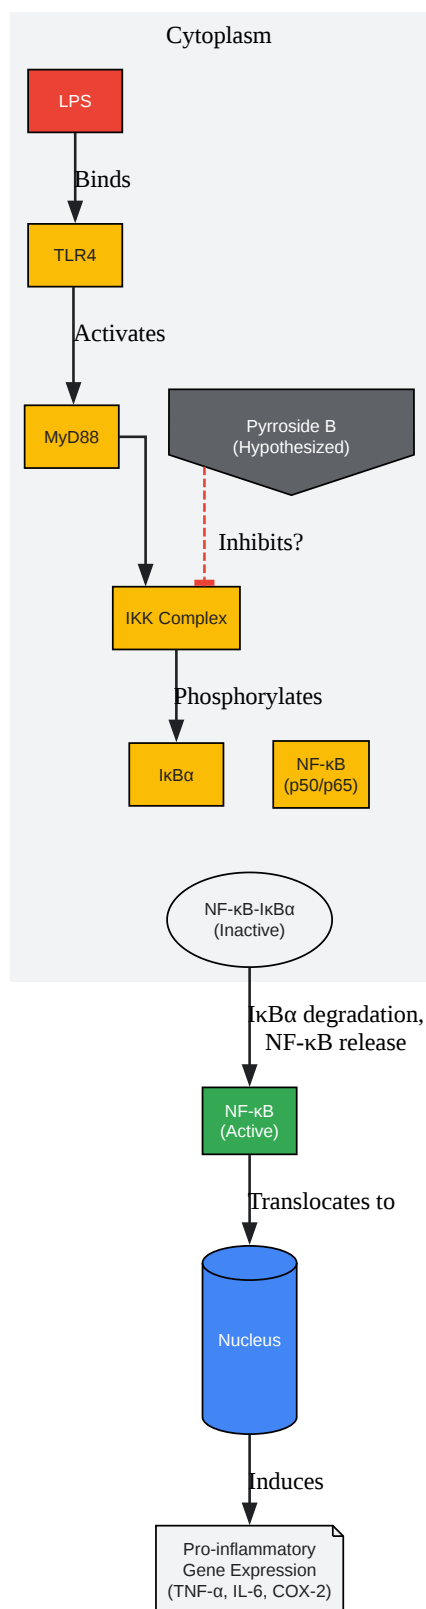 Cytoplasm
LPS
Binds
TLR4
Activates
MyD88
Pyrroside B
(Hypothesized)
Inhibits?
IKK Complex
Phosphorylates
IκBα
NF-κB
(p50/p65)
NF-κB-IκBα
(Inactive)
IκBα degradation,
NF-κB release
NF-κB
(Active)
Translocates to
Nucleus
Induces
Pro-inflammatory
Gene Expression
(TNF-α, IL-6, COX-2)